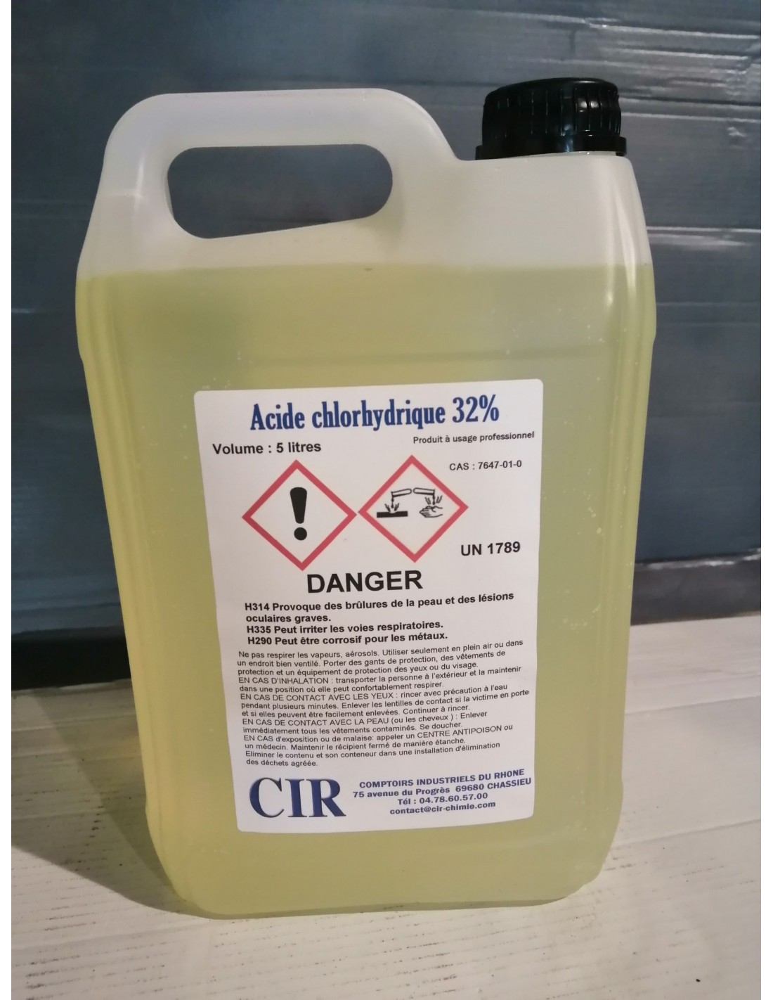 Acide chlorhydrique 32%
Produit à usage professionnel
Volume : 5 litres
CAS : 7647-01-0
UN 1789
DANGER
H314 Provoque des brûlures de la peau et des lésions
oculaires graves.
H335 Peut irriter les voies respiratoires.
H290 Peut être corrosif pour les métaux.
Ne pas respirer les vapeurs, aérosols. Utiliser seulement en plein air ou dans
un endroit bien ventilé. Porter des gants de protection, des vêtements de
protection et un équipement de protection des yeux ou du visage.
EN CAS D'INHALATION : transporter la personne à l'extérieur et la maintenir
dans une position où elle peut confortablement respirer.
EN CAS DE CONTACT AVEC LES YEUX : rincer avec précaution à l'eau
pendant plusieurs minutes. Enlever les lentilles de contact si la victime en porte
et si elles peuvent être facilement enlevées. Continuer à rincer.
EN CAS DE CONTACT AVEC LA PEAU (ou les cheveux ) : Enlever
immédiatement tous les vêtements contaminés. Se doucher.
EN CAS d'exposition ou de malaise: appeler un CENTRE ANTIPOISON ou
un médecin. Maintenir le récipient fermé de manière étanche.
Eliminer le contenu et son conteneur dans une installation d'élimination
des déchets agréée.
CIR
COMPTOIRS INDUSTRIELS DU RHONE
75 avenue du Progrès 69680 CHASSIEU
Tél : 04.78.60.57.00
contact@cir-chimie.com